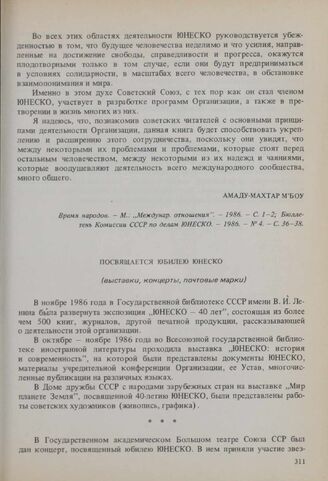 Во всех этих областях деятельности ЮНЕСКО руководствуется убеж-
денностью в том, что будущее человечества неделимо и что усилия, направ-
ленные на достижение свободы, справедливости и прогресса, окажутся
плодотворными только в том случае, если они будут предприниматься
в условиях солидарности, в масштабах всего человечества, в обстановке
взаимопонимания и мира.
Именно в этом духе Советский Союз, с тех пор как он стал членом
ЮНЕСКО, участвует в разработке программ Организации, а также в пре-
творении в жизнь многих из них.
Я надеюсь, что, познакомив советских читателей с основными принци-
пами деятельности Организации, данная книга будет способствовать укреп-
лению и расширению этого сотрудничества, поскольку они увидят, что
между некоторыми их проблемами и проблемами, которые стоят перед
остальным человечеством, между некоторыми из их надежд и чаяниями,
которые воодушевляют деятельность всего международного сообщества,
много общего.
АМАДУ-МАХТАР М'БОУ
Время народов. – М.: „Междунар. отношения". – 1986. – С. 1–2; Бюлле-
тень Комиссии СССР по делам ЮНЕСКО. – 1986. – № 4. – С. 36–38.
ПОСВЯЩАЕТСЯ ЮБИЛЕЮ ЮНЕСКО
(выставки, концерты, почтовые марки)
В ноябре 1986 года в Государственной библиотеке СССР имени В. И. Ле-
нина была развернута экспозиция „ЮНЕСКО – 40 лет", состоящая из более
чем 500 книг, журналов, другой печатной продукции, рассказывающей
о деятельности этой организации.
В октябре – ноябре 1986 года во Всесоюзной государственной библиоте-
ке иностранной литературы проходила выставка „ЮНЕСКО: история
и современность", на которой были представлены документы ЮНЕСКО,
материалы учредительной конференции Организации, ее Устав, многочис-
ленные публикации на различных языках.
В Доме дружбы СССР с народами зарубежных стран на выставке „Мир
планете Земля", посвященной 40-летию ЮНЕСКО, были представлены рабо-
ты советских художников (живопись, графика).
* * *
В Государственном академическом Большом театре Союза ССР был
дан концерт, посвященный юбилею ЮНЕСКО. В нем приняли участие звез-
311